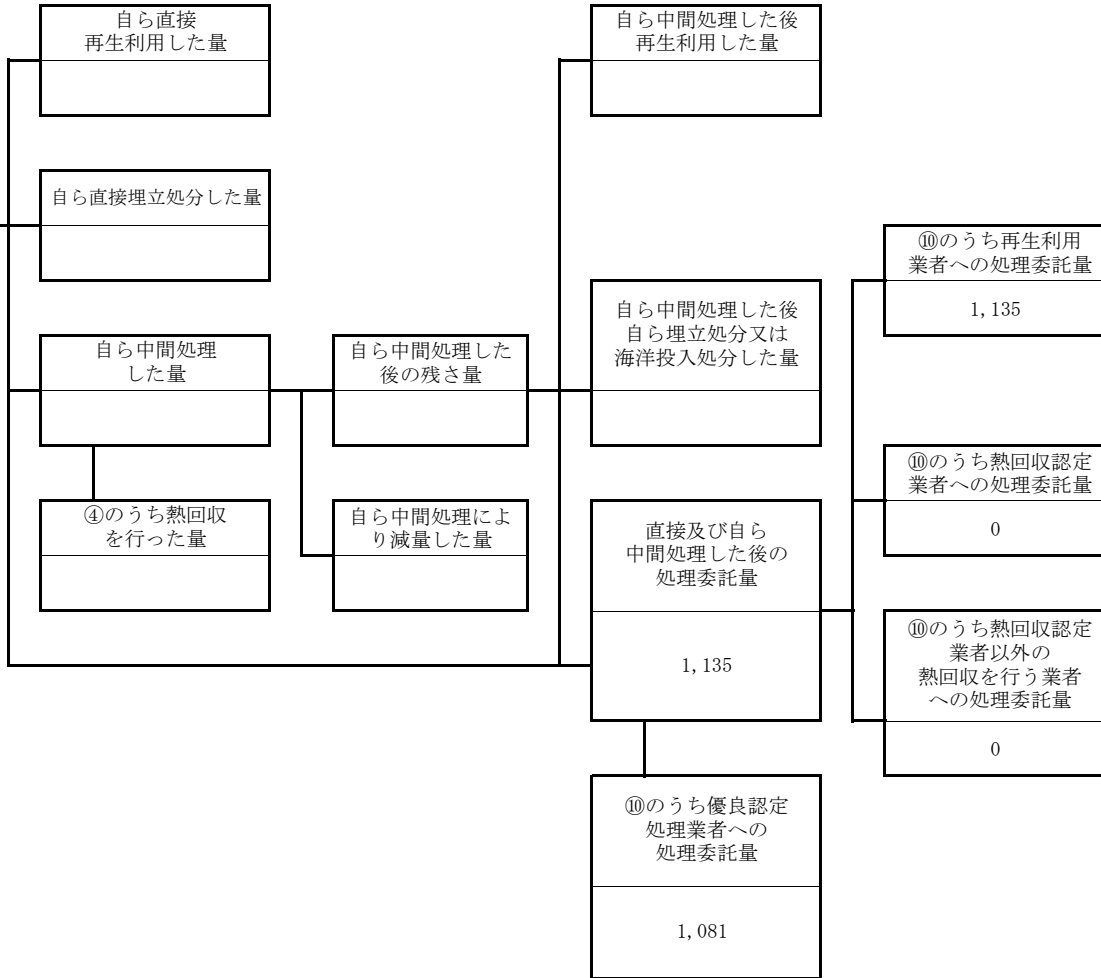 自ら直接
再生利用した量
自ら中間処理した後
再生利用した量
自ら直接埋立処分した量
⑩のうち再生利用
業者への処理委託量
1,135
自ら中間処理
した量
自ら中間処理した
後の残さ量
自ら中間処理した後
自ら埋立処分又は
海洋投入処分した量
⑩のうち熱回収認定
業者への処理委託量
0
④のうち熱回収
を行った量
自ら中間処理によ
り減量した量
直接及び自ら
中間処理した後の
処理委託量
1,135
⑩のうち熱回収認定
業者以外の
熱回収を行う業者
への処理委託量
0
⑩のうち優良認定
処理業者への
処理委託量
1,081